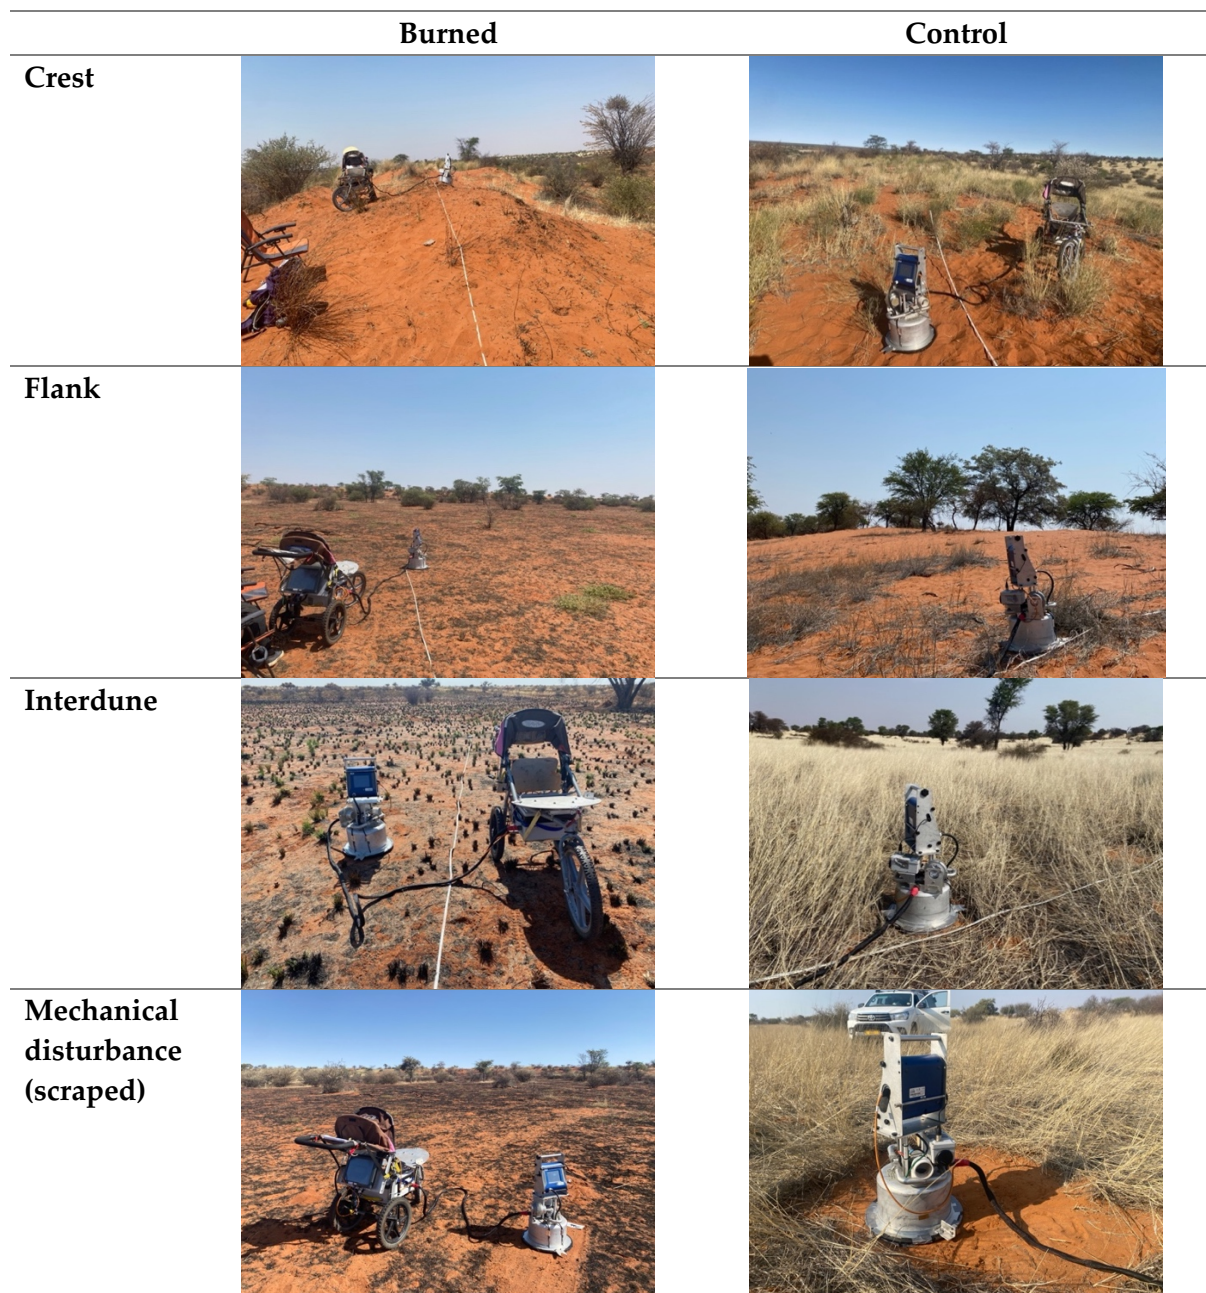 Burned Control
Crest
Flank
Interdune
Mechanical
disturbance
(scraped)